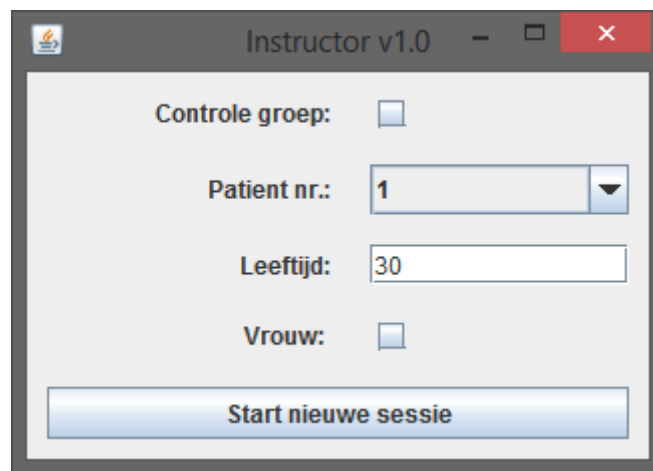 Instructor v1.0
Controle groep:
Patient nr.: 1
Leeftijd: 30
Vrouw:
Start nieuwe sessie